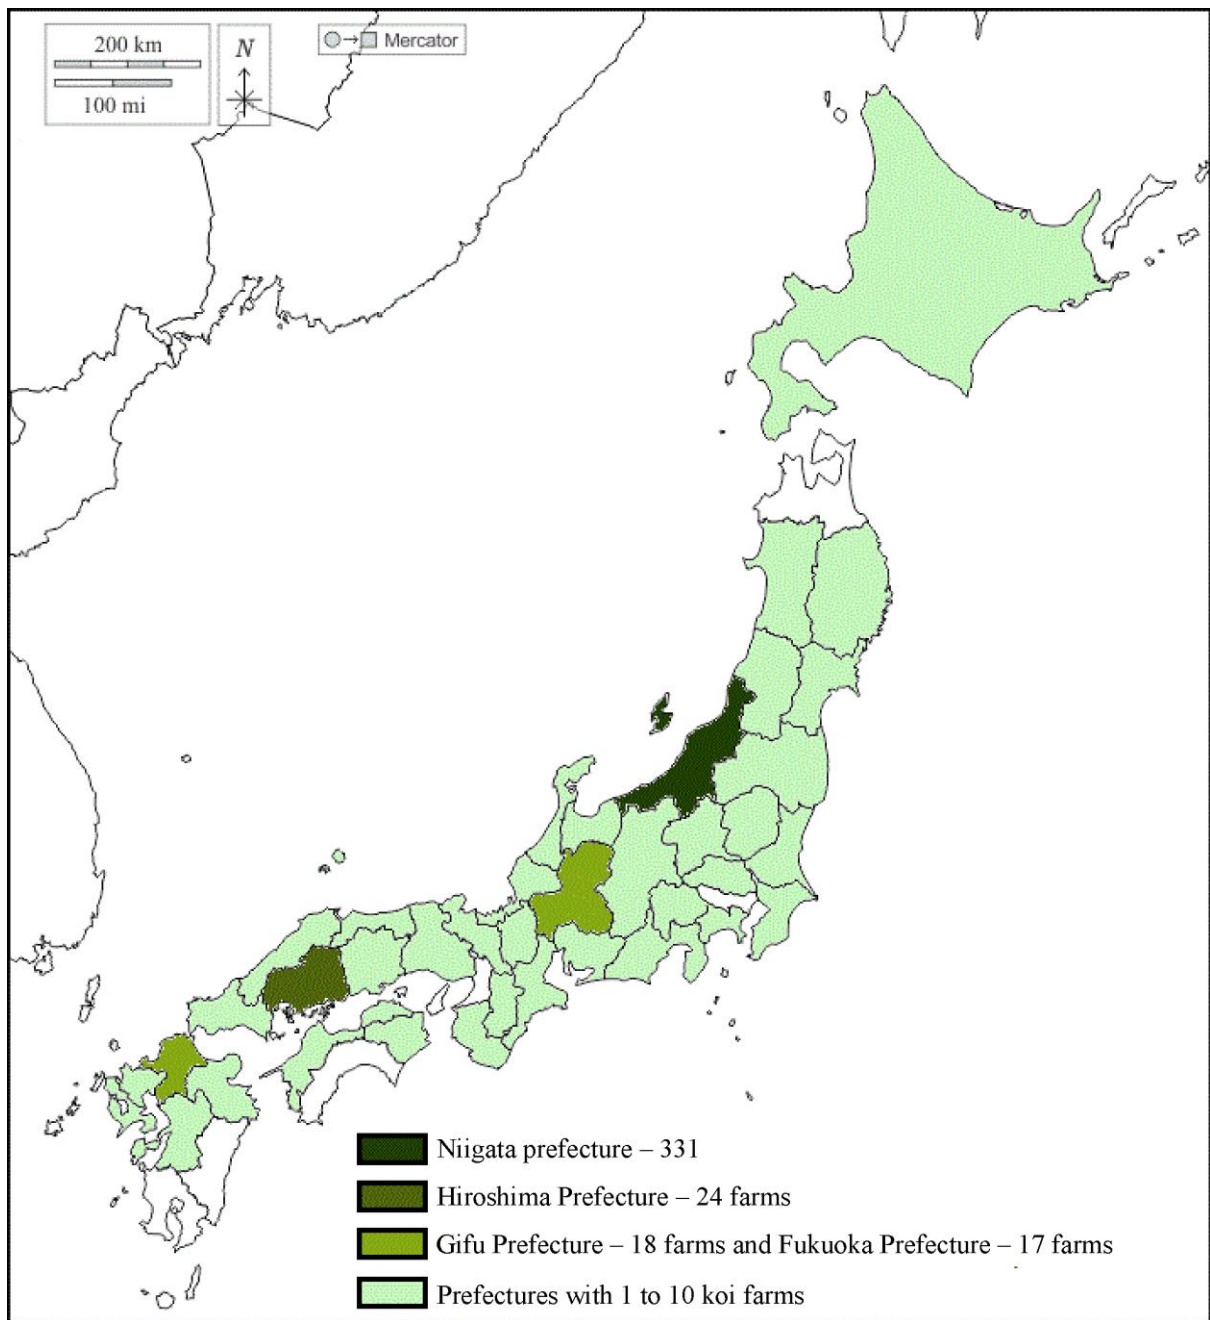 200 km
100 mi
N
Mercator
Niigata prefecture – 331
Hiroshima Prefecture – 24 farms
Gifu Prefecture – 18 farms and Fukuoka Prefecture – 17 farms
Prefectures with 1 to 10 koi farms